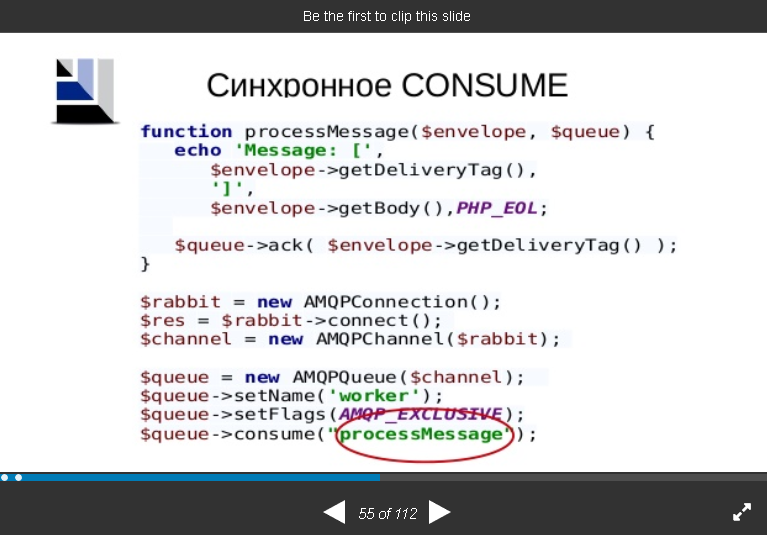 Be the first to clip this slide
Синхронное CONSUME
function processMessage($envelope, $queue) {
echo 'Message: [',
$envelope->getDeliveryTag(),
']',
$envelope->getBody(),PHP_EOL;
$queue->ack( $envelope->getDeliveryTag() );
}
$rabbit = new AMQPConnection();
$res = $rabbit->connect();
$channel = new AMQPChannel($rabbit);
$queue = new AMQPQueue($channel);
$queue->setName('worker');
$queue->setFlags(AMQP_EXCLUSIVE);
$queue->consume("processMessage");
55 of 112